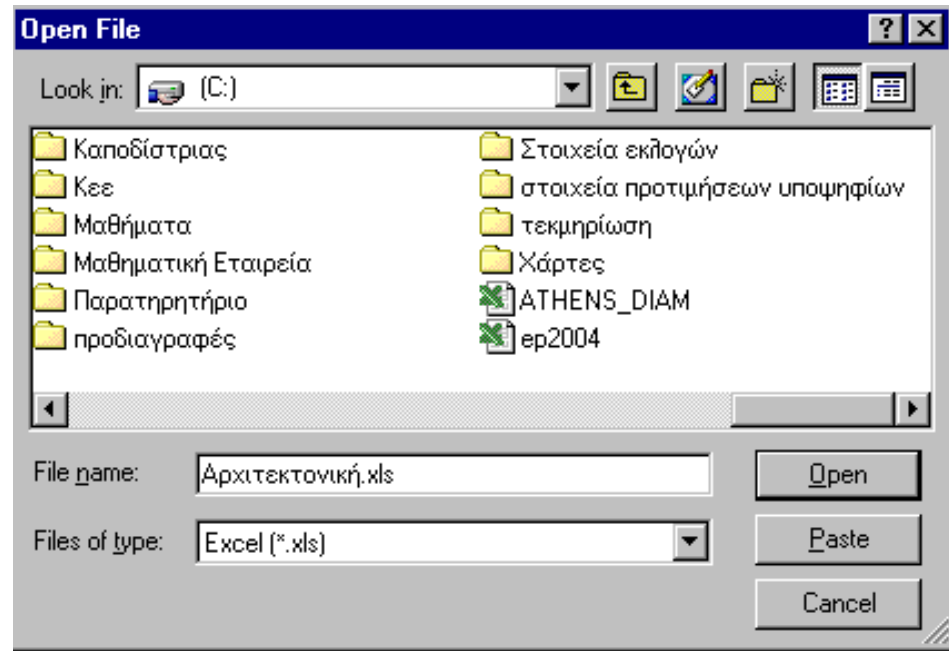 Open File
Look in: (C:)
Καποδίστριας
Κεε
Μαθήματα
Μαθηματική Εταιρεία
Παρατηρητήριο
προδιαγραφές
Στοιχεία εκλογών
στοιχεία προτιμήσεων υποψηφίων
τεκμηρίωση
Χάρτες
ATHENS_DIAM
ep2004
File name: Αρχιτεκτονική.xls
Open
Files of type: Excel (*.xls)
Paste
Cancel